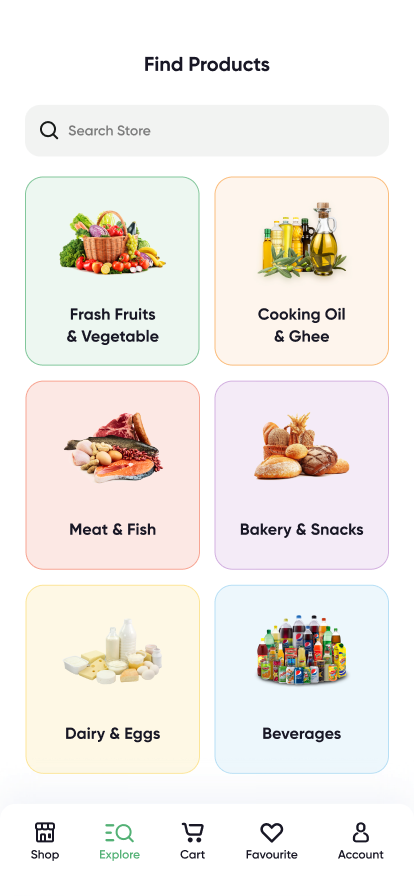 Find Products
Search Store
Frash Fruits
& Vegetable
Cooking Oil
& Ghee
Meat & Fish
Bakery & Snacks
Dairy & Eggs
Beverages
Shop
Explore
Cart
Favourite
Account